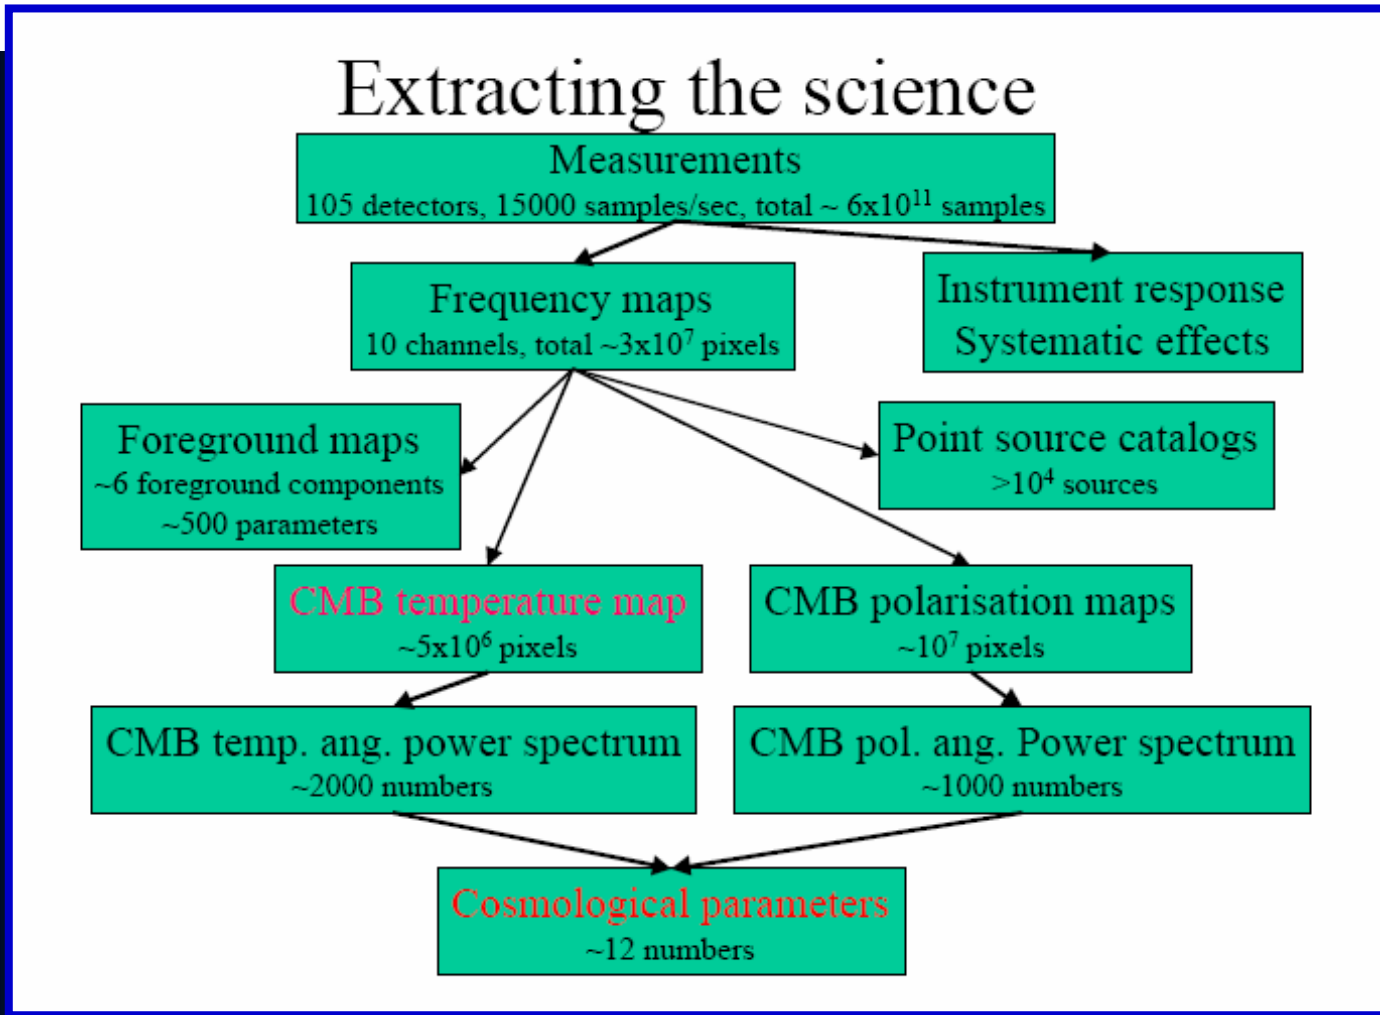 Extracting the science
Measurements
105 detectors, 15000 samples/sec, total ~ 6x10¹¹ samples
Frequency maps
10 channels, total ~3x10⁷ pixels
Instrument response
Systematic effects
Foreground maps
~6 foreground components
~500 parameters
Point source catalogs
>10⁴ sources
CMB temperature map
~5x10⁶ pixels
CMB polarisation maps
~10⁷ pixels
CMB temp. ang. power spectrum
~2000 numbers
CMB pol. ang. Power spectrum
~1000 numbers
Cosmological parameters
~12 numbers